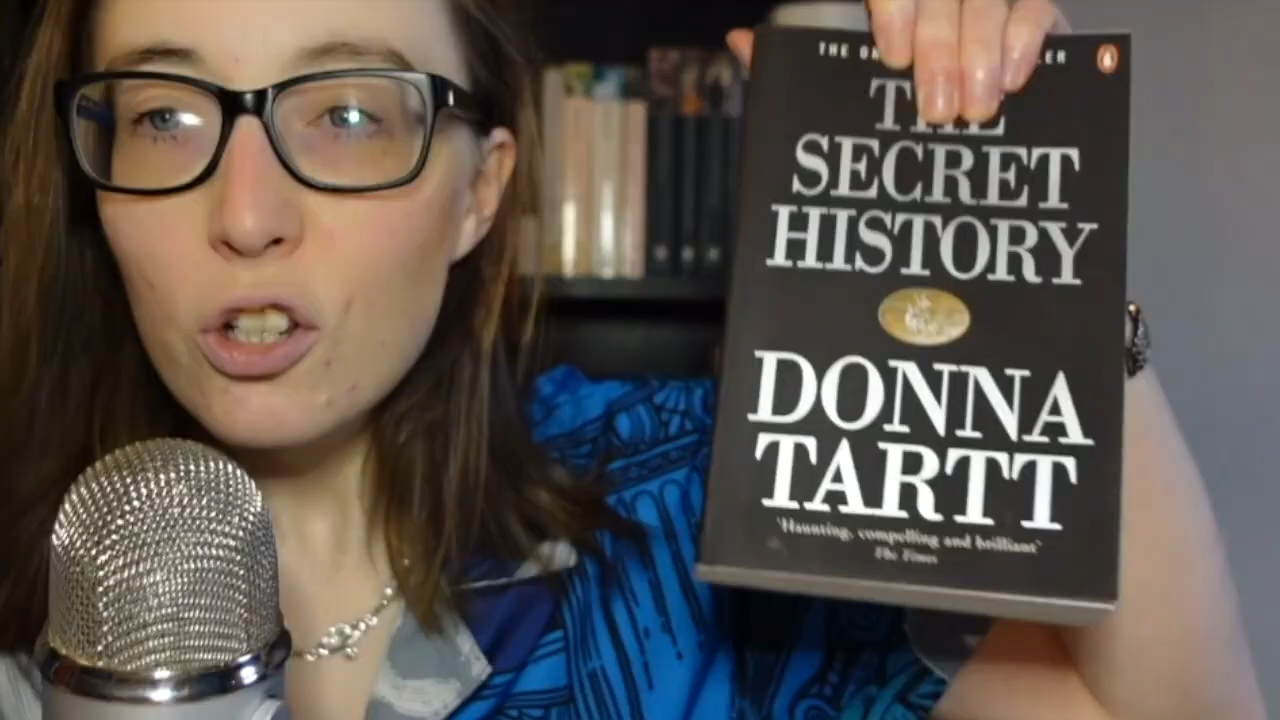 THE
SECRET
HISTORY
DONNA
TARTT
'Haunting, compelling and brilliant'
The Times